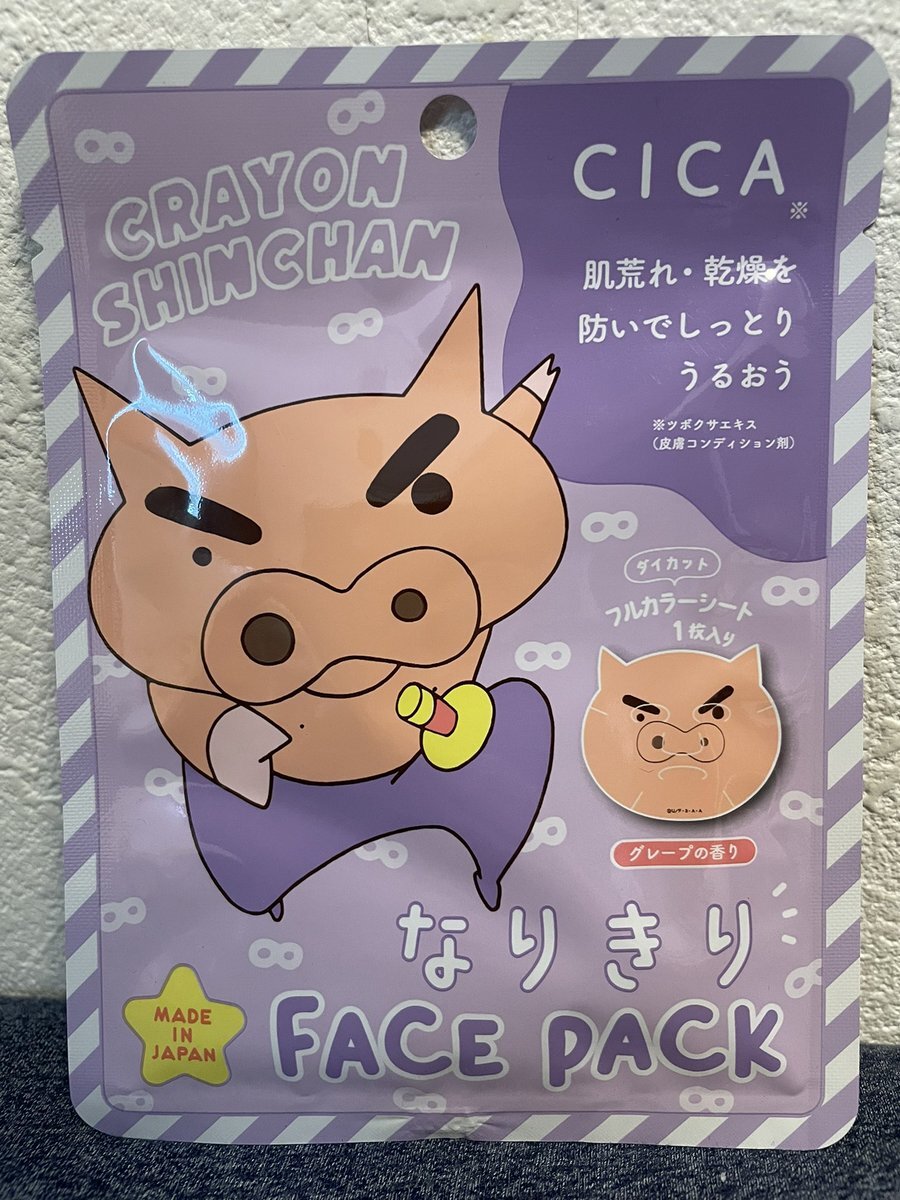 CRAYON
SHINCHAN
CICA
※
肌荒れ・乾燥を
防いでしっとり
うるおう
※ツボクサエキス
(皮膚コンディション剤)
ダイカット
フルカラーシート
1枚入り
グレープの香り
なりきり
FACE PACK
MADE
IN
JAPAN